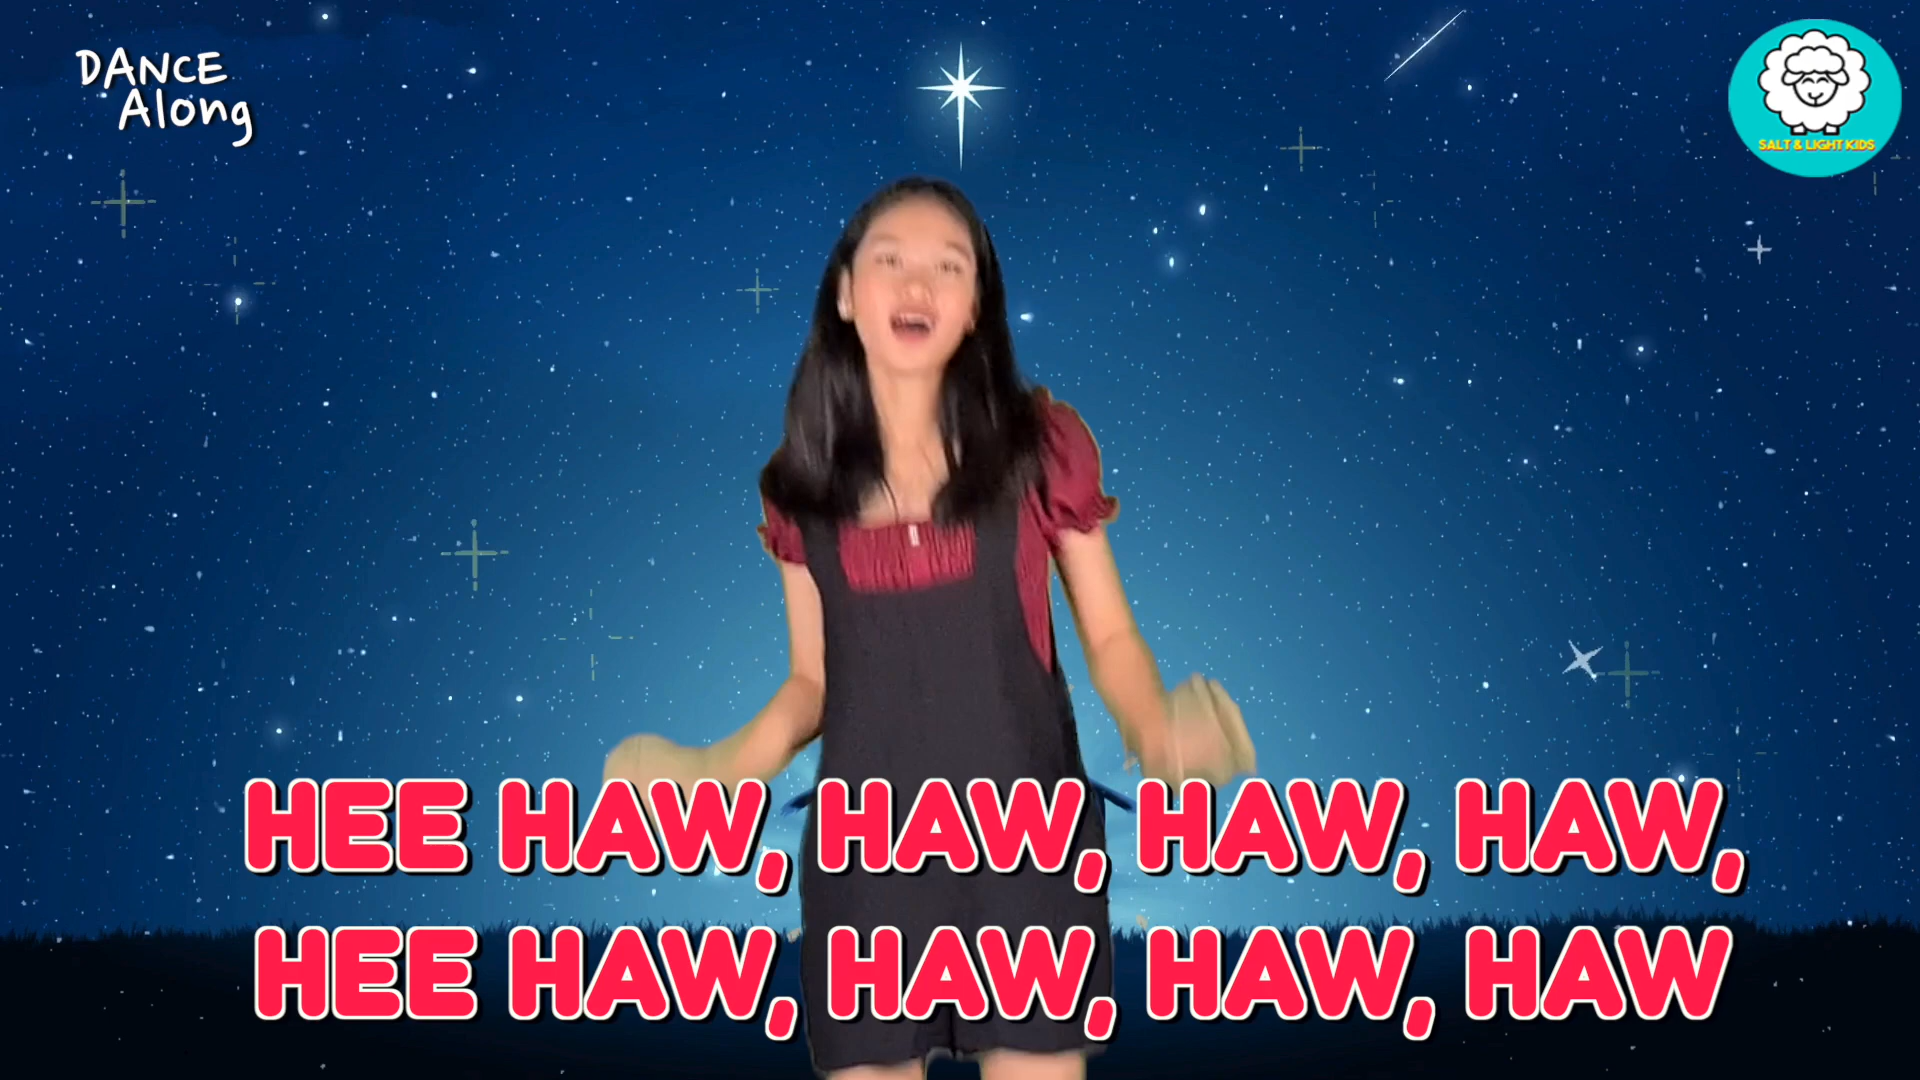 DANCE
Along
SALT & LIGHT KIDS
HEE HAW, HAW, HAW, HAW,
HEE HAW, HAW, HAW, HAW